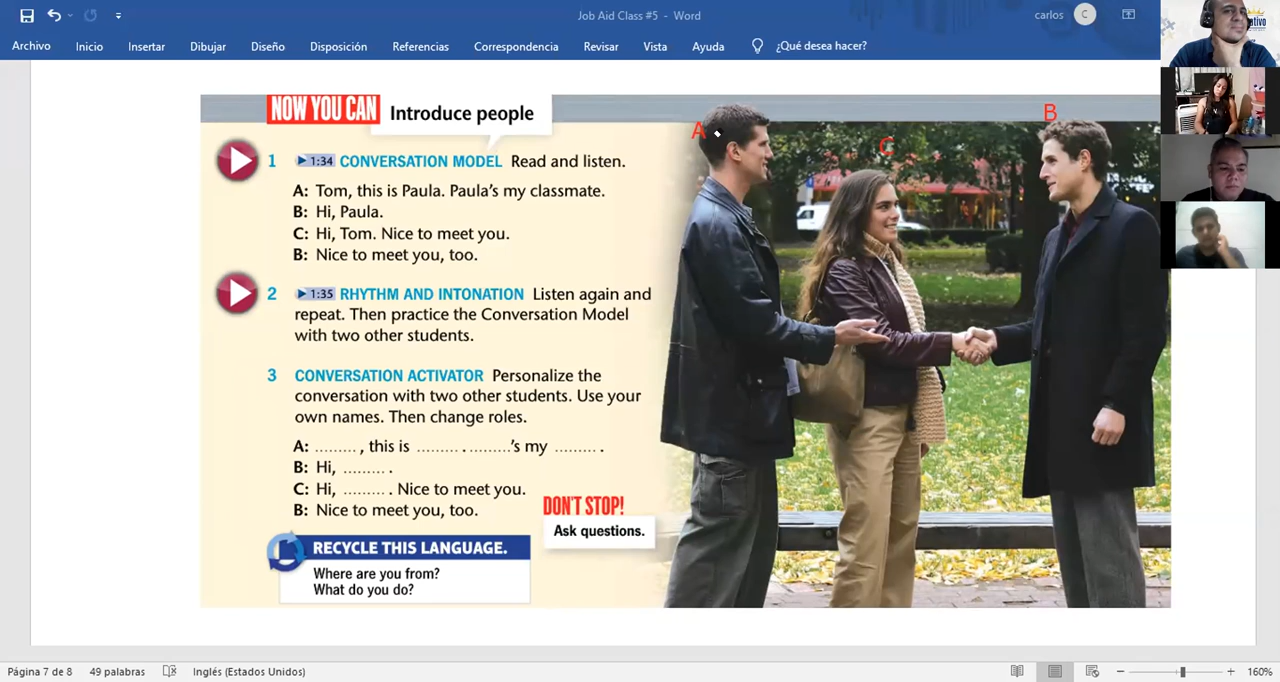 Job Aid Class #5 - Word
carlos
C
Archivo Inicio Insertar Dibujar Diseño Disposición Referencias Correspondencia Revisar Vista Ayuda ¿Qué desea hacer?
NOW YOU CAN Introduce people
1 1:34 CONVERSATION MODEL Read and listen.
A: Tom, this is Paula. Paula's my classmate.
B: Hi, Paula.
C: Hi, Tom. Nice to meet you.
B: Nice to meet you, too.
2 1:35 RHYTHM AND INTONATION Listen again and
repeat. Then practice the Conversation Model
with two other students.
3 CONVERSATION ACTIVATOR Personalize the
conversation with two other students. Use your
own names. Then change roles.
A: ........., this is ......... . .........'s my ......... .
B: Hi, ......... .
C: Hi, ......... . Nice to meet you.
B: Nice to meet you, too.
DON'T STOP!
Ask questions.
RECYCLE THIS LANGUAGE.
Where are you from?
What do you do?
A
C
B
Página 7 de 8 49 palabras Inglés (Estados Unidos) 160%